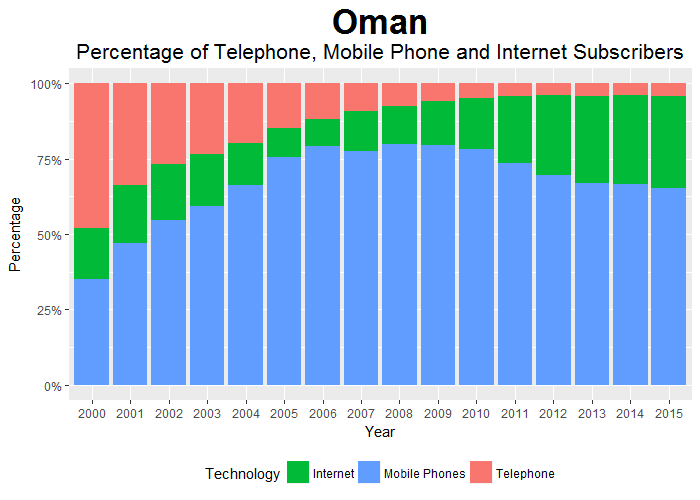 Oman
Percentage of Telephone, Mobile Phone and Internet Subscribers
100%
75%
50%
25%
0%
Percentage
2000 2001 2002 2003 2004 2005 2006 2007 2008 2009 2010 2011 2012 2013 2014 2015
Year
Technology Internet Mobile Phones Telephone